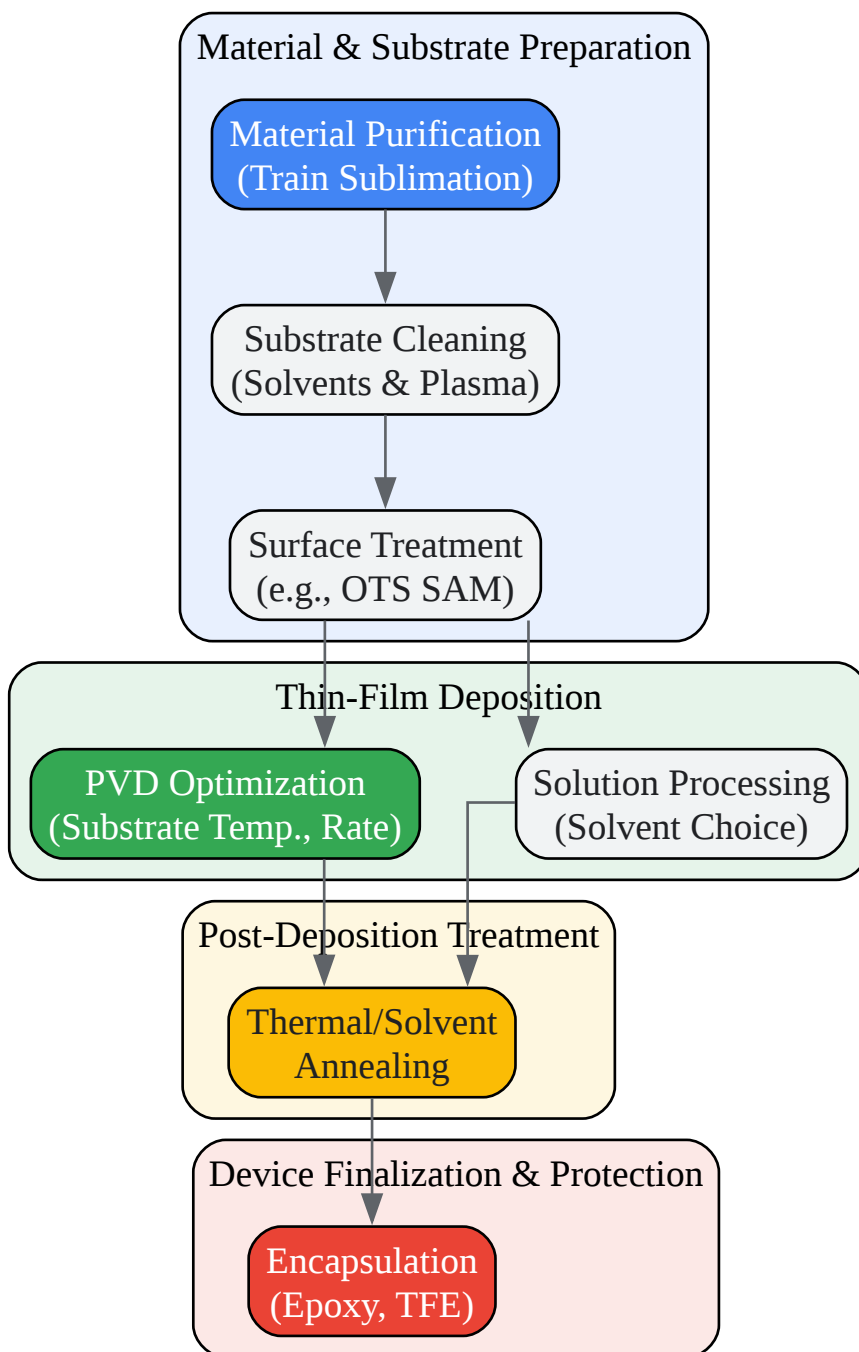 Material & Substrate Preparation
Material Purification
(Train Sublimation)
Substrate Cleaning
(Solvents & Plasma)
Surface Treatment
(e.g., OTS SAM)
Thin-Film Deposition
PVD Optimization
(Substrate Temp., Rate)
Solution Processing
(Solvent Choice)
Post-Deposition Treatment
Thermal/Solvent
Annealing
Device Finalization & Protection
Encapsulation
(Epoxy, TFE)